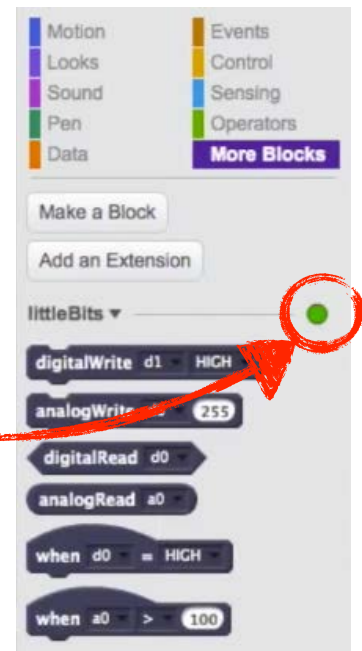 Motion Events
Looks Control
Sound Sensing
Pen Operators
Data More Blocks
Make a Block
Add an Extension
littleBits
digitalWrite d1 HIGH
analogWrite 255
digitalRead d0
analogRead a0
when d0 = HIGH
when a0 > 100